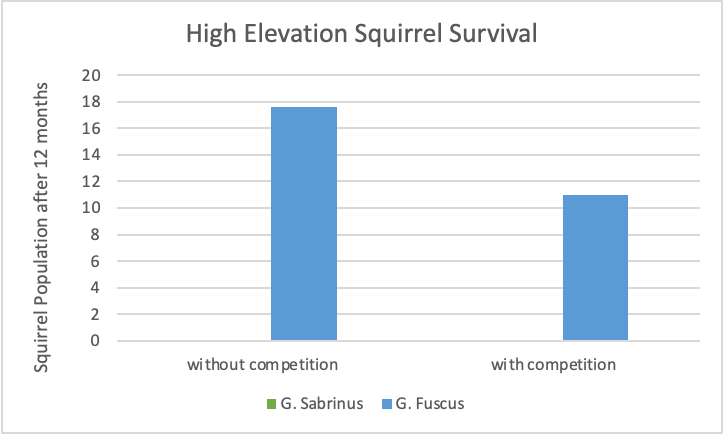 High Elevation Squirrel Survival
Squirrel Population after 12 months
20
18
16
14
12
10
8
6
4
2
0
without competition with competition
G. Sabrinus G. Fuscus